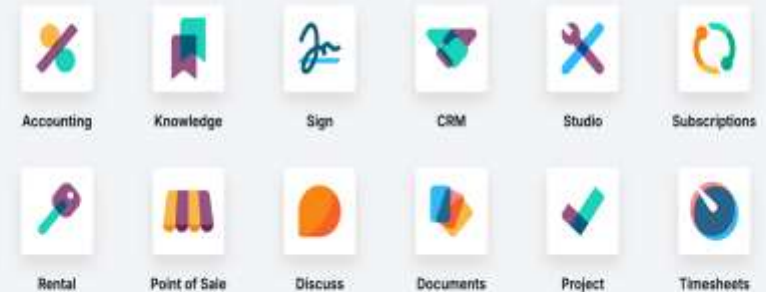 Accounting Knowledge Sign CRM Studio Subscriptions
Rental Point of Sale Discuss Documents Project Timesheets